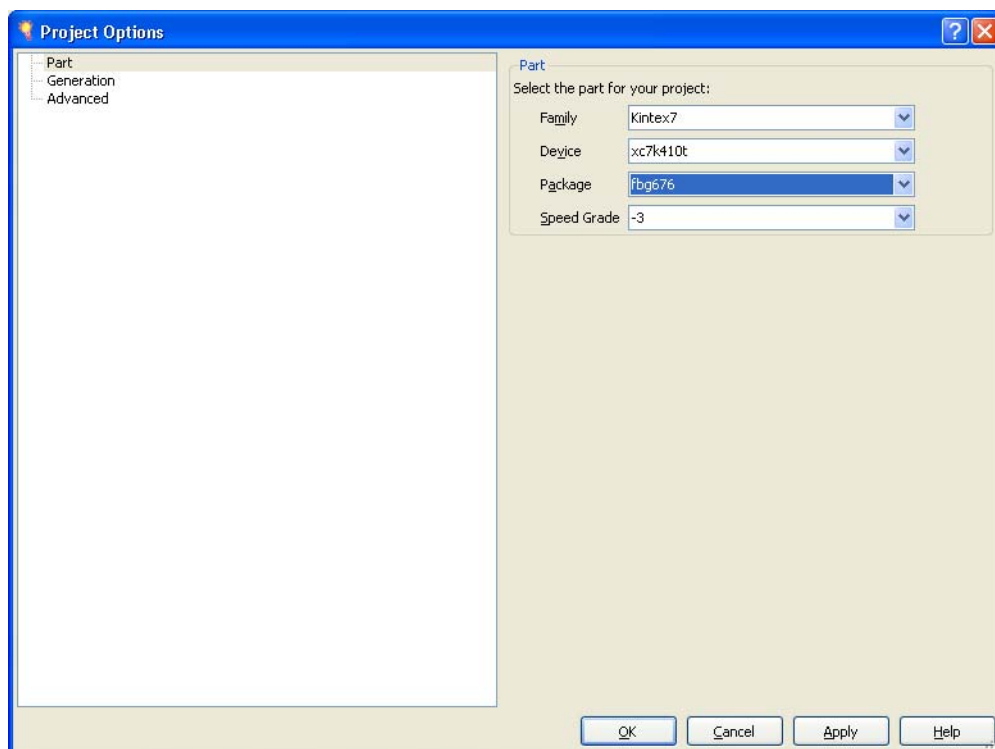 Project Options
Part
Generation
Advanced
Part
Select the part for your project:
Family Kintex7
Device xc7k410t
Package fbg676
Speed Grade -3
OK Cancel Apply Help